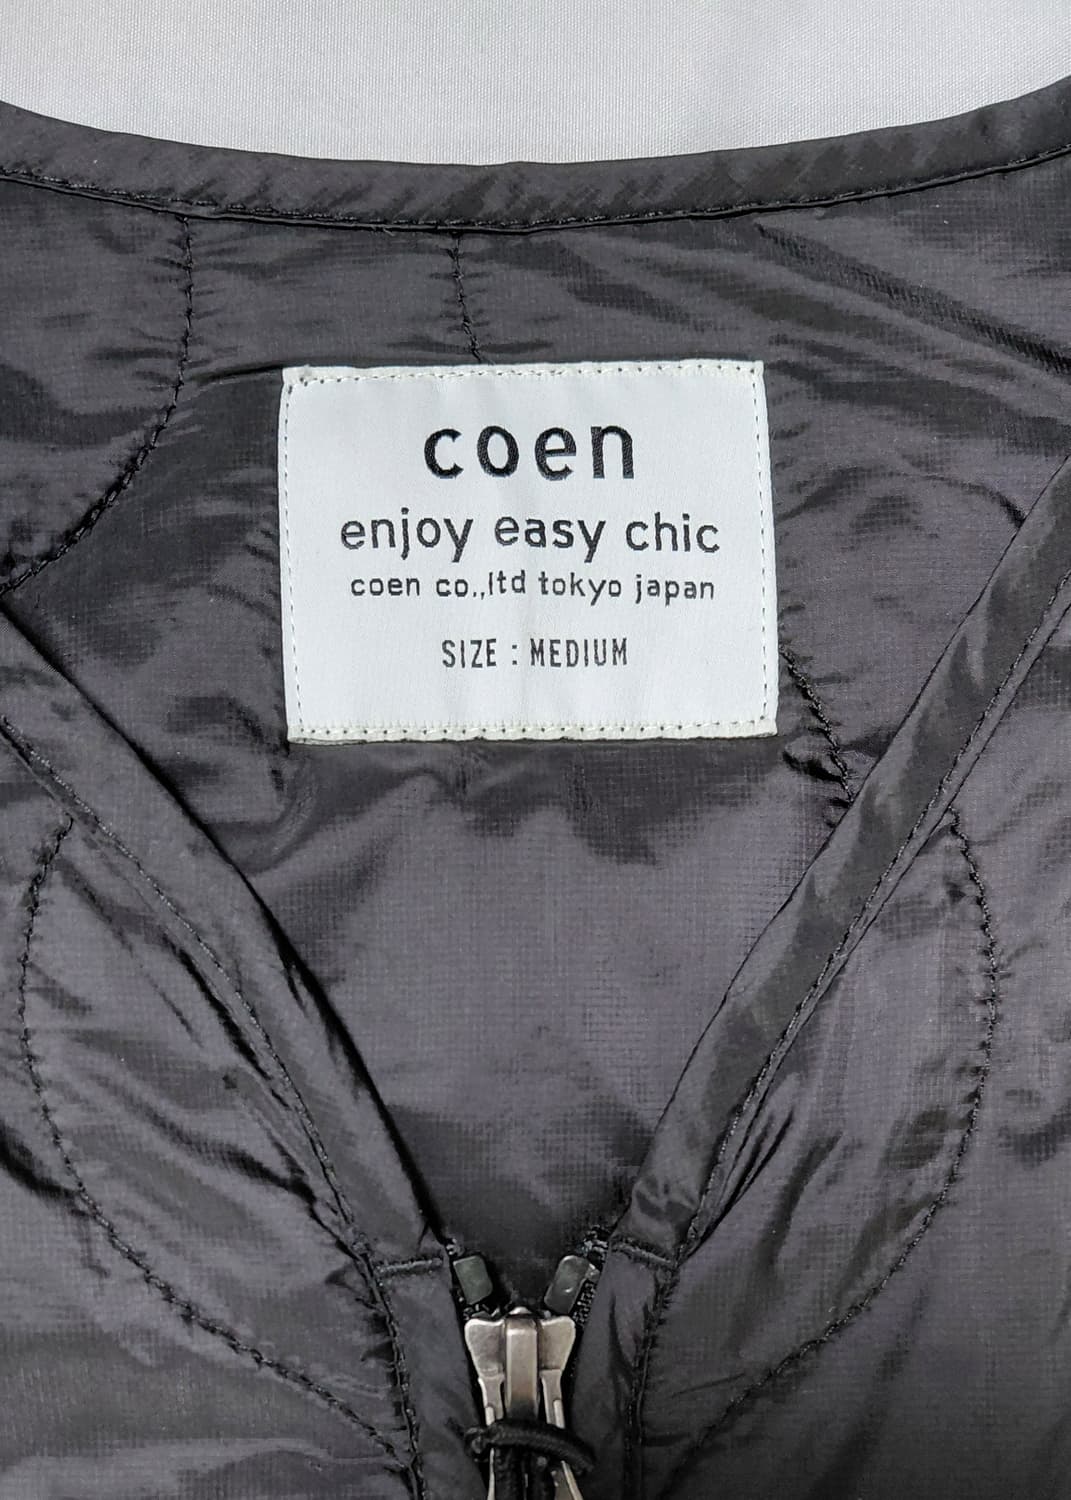 coen
enjoy easy chic
coen co.,ltd tokyo japan
SIZE : MEDIUM